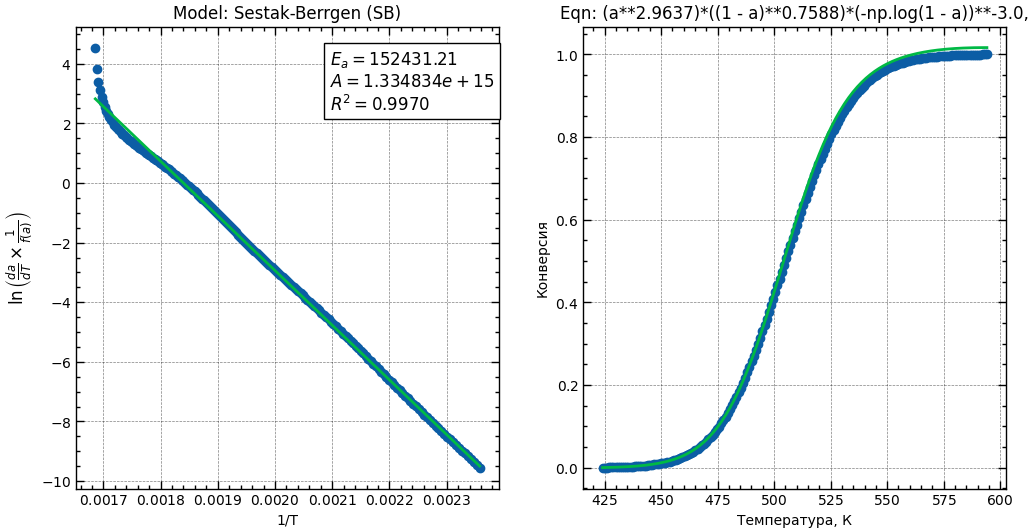 Model: Sestak-Berrgen (SB)
E_a = 152431.21
A = 1.334834e + 15
R^2 = 0.9970
ln(da/dT × 1/f(a))
4
2
0
−2
−4
−6
−8
−10
0.0017 0.0018 0.0019 0.0020 0.0021 0.0022 0.0023
1/T
Eqn: (a**2.9637)*((1 - a)**0.7588)*(-np.log(1 - a))**-3.0,
Конверсия
1.0
0.8
0.6
0.4
0.2
0.0
425 450 475 500 525 550 575 600
Температура, К